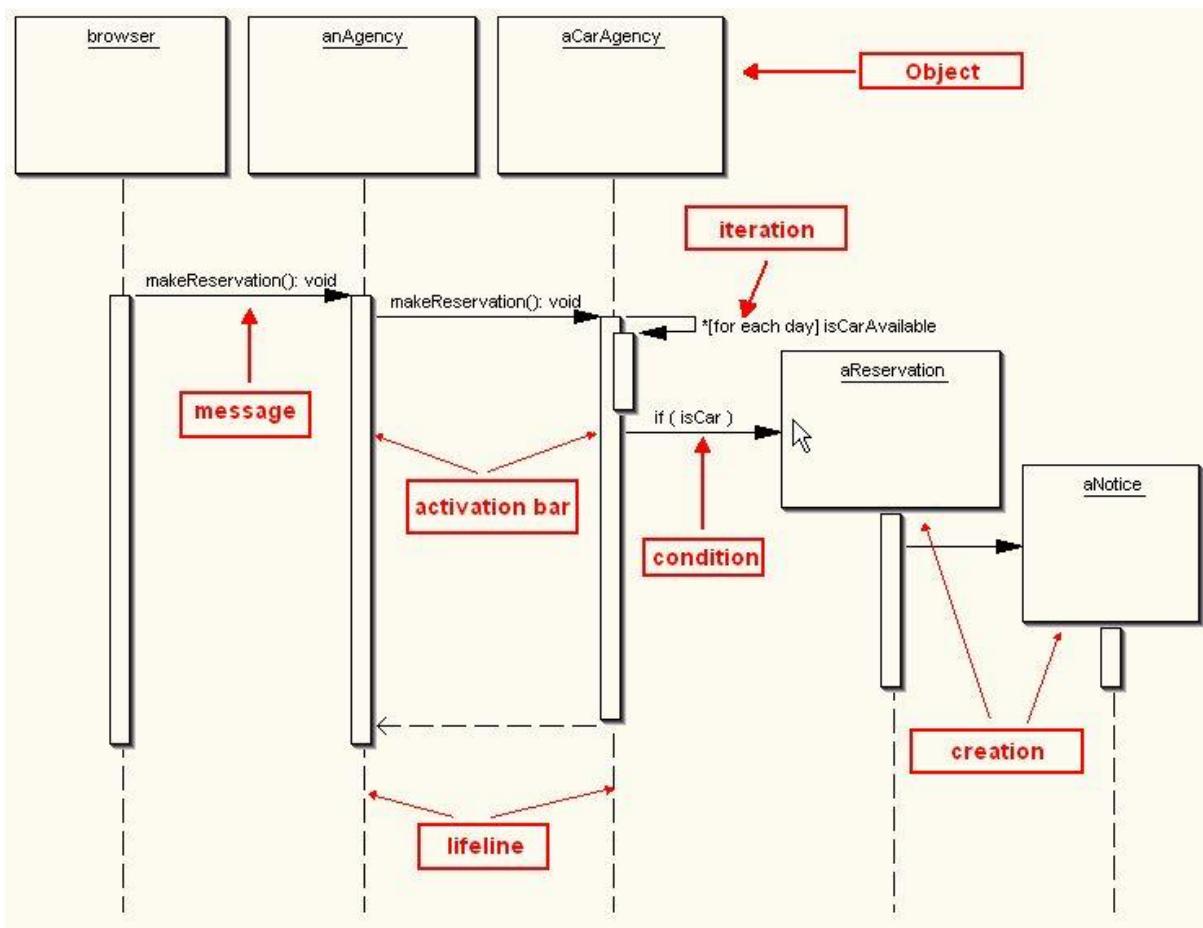 browser
anAgency
aCarAgency
Object
iteration
makeReservation(): void
makeReservation(): void
*[for each day] isCarAvailable
aReservation
message
if ( isCar )
activation bar
aNotice
condition
creation
lifeline